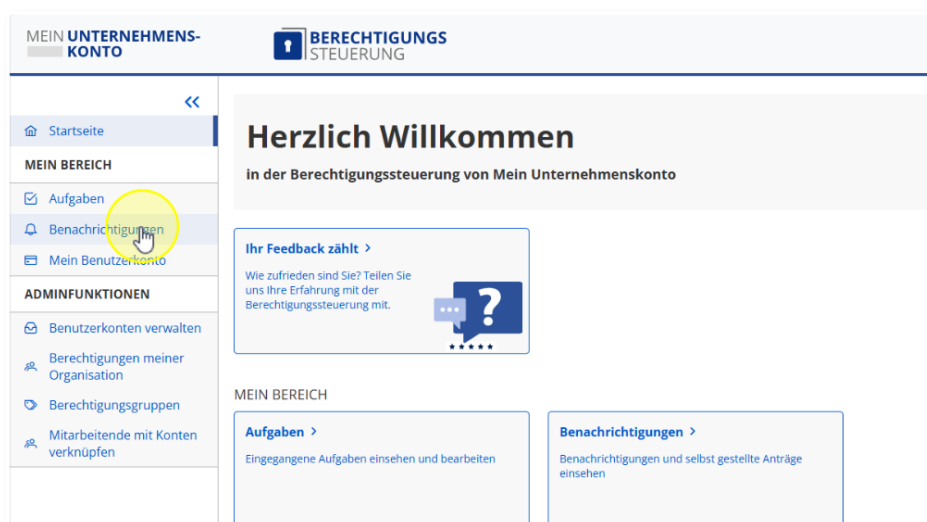 MEIN UNTERNEHMENS-
KONTO
BERECHTIGUNGS
STEUERUNG
Startseite
MEIN BEREICH
Aufgaben
Benachrichtigungen
Mein Benutzerkonto
ADMINFUNKTIONEN
Benutzerkonten verwalten
Berechtigungen meiner
Organisation
Berechtigungsgruppen
Mitarbeitende mit Konten
verknüpfen
Herzlich Willkommen
in der Berechtigungssteuerung von Mein Unternehmenskonto
Ihr Feedback zählt >
Wie zufrieden sind Sie? Teilen Sie
uns Ihre Erfahrung mit der
Berechtigungssteuerung mit.
?
MEIN BEREICH
Aufgaben >
Eingegangene Aufgaben einsehen und bearbeiten
Benachrichtigungen >
Benachrichtigungen und selbst gestellte Anträge
einsehen